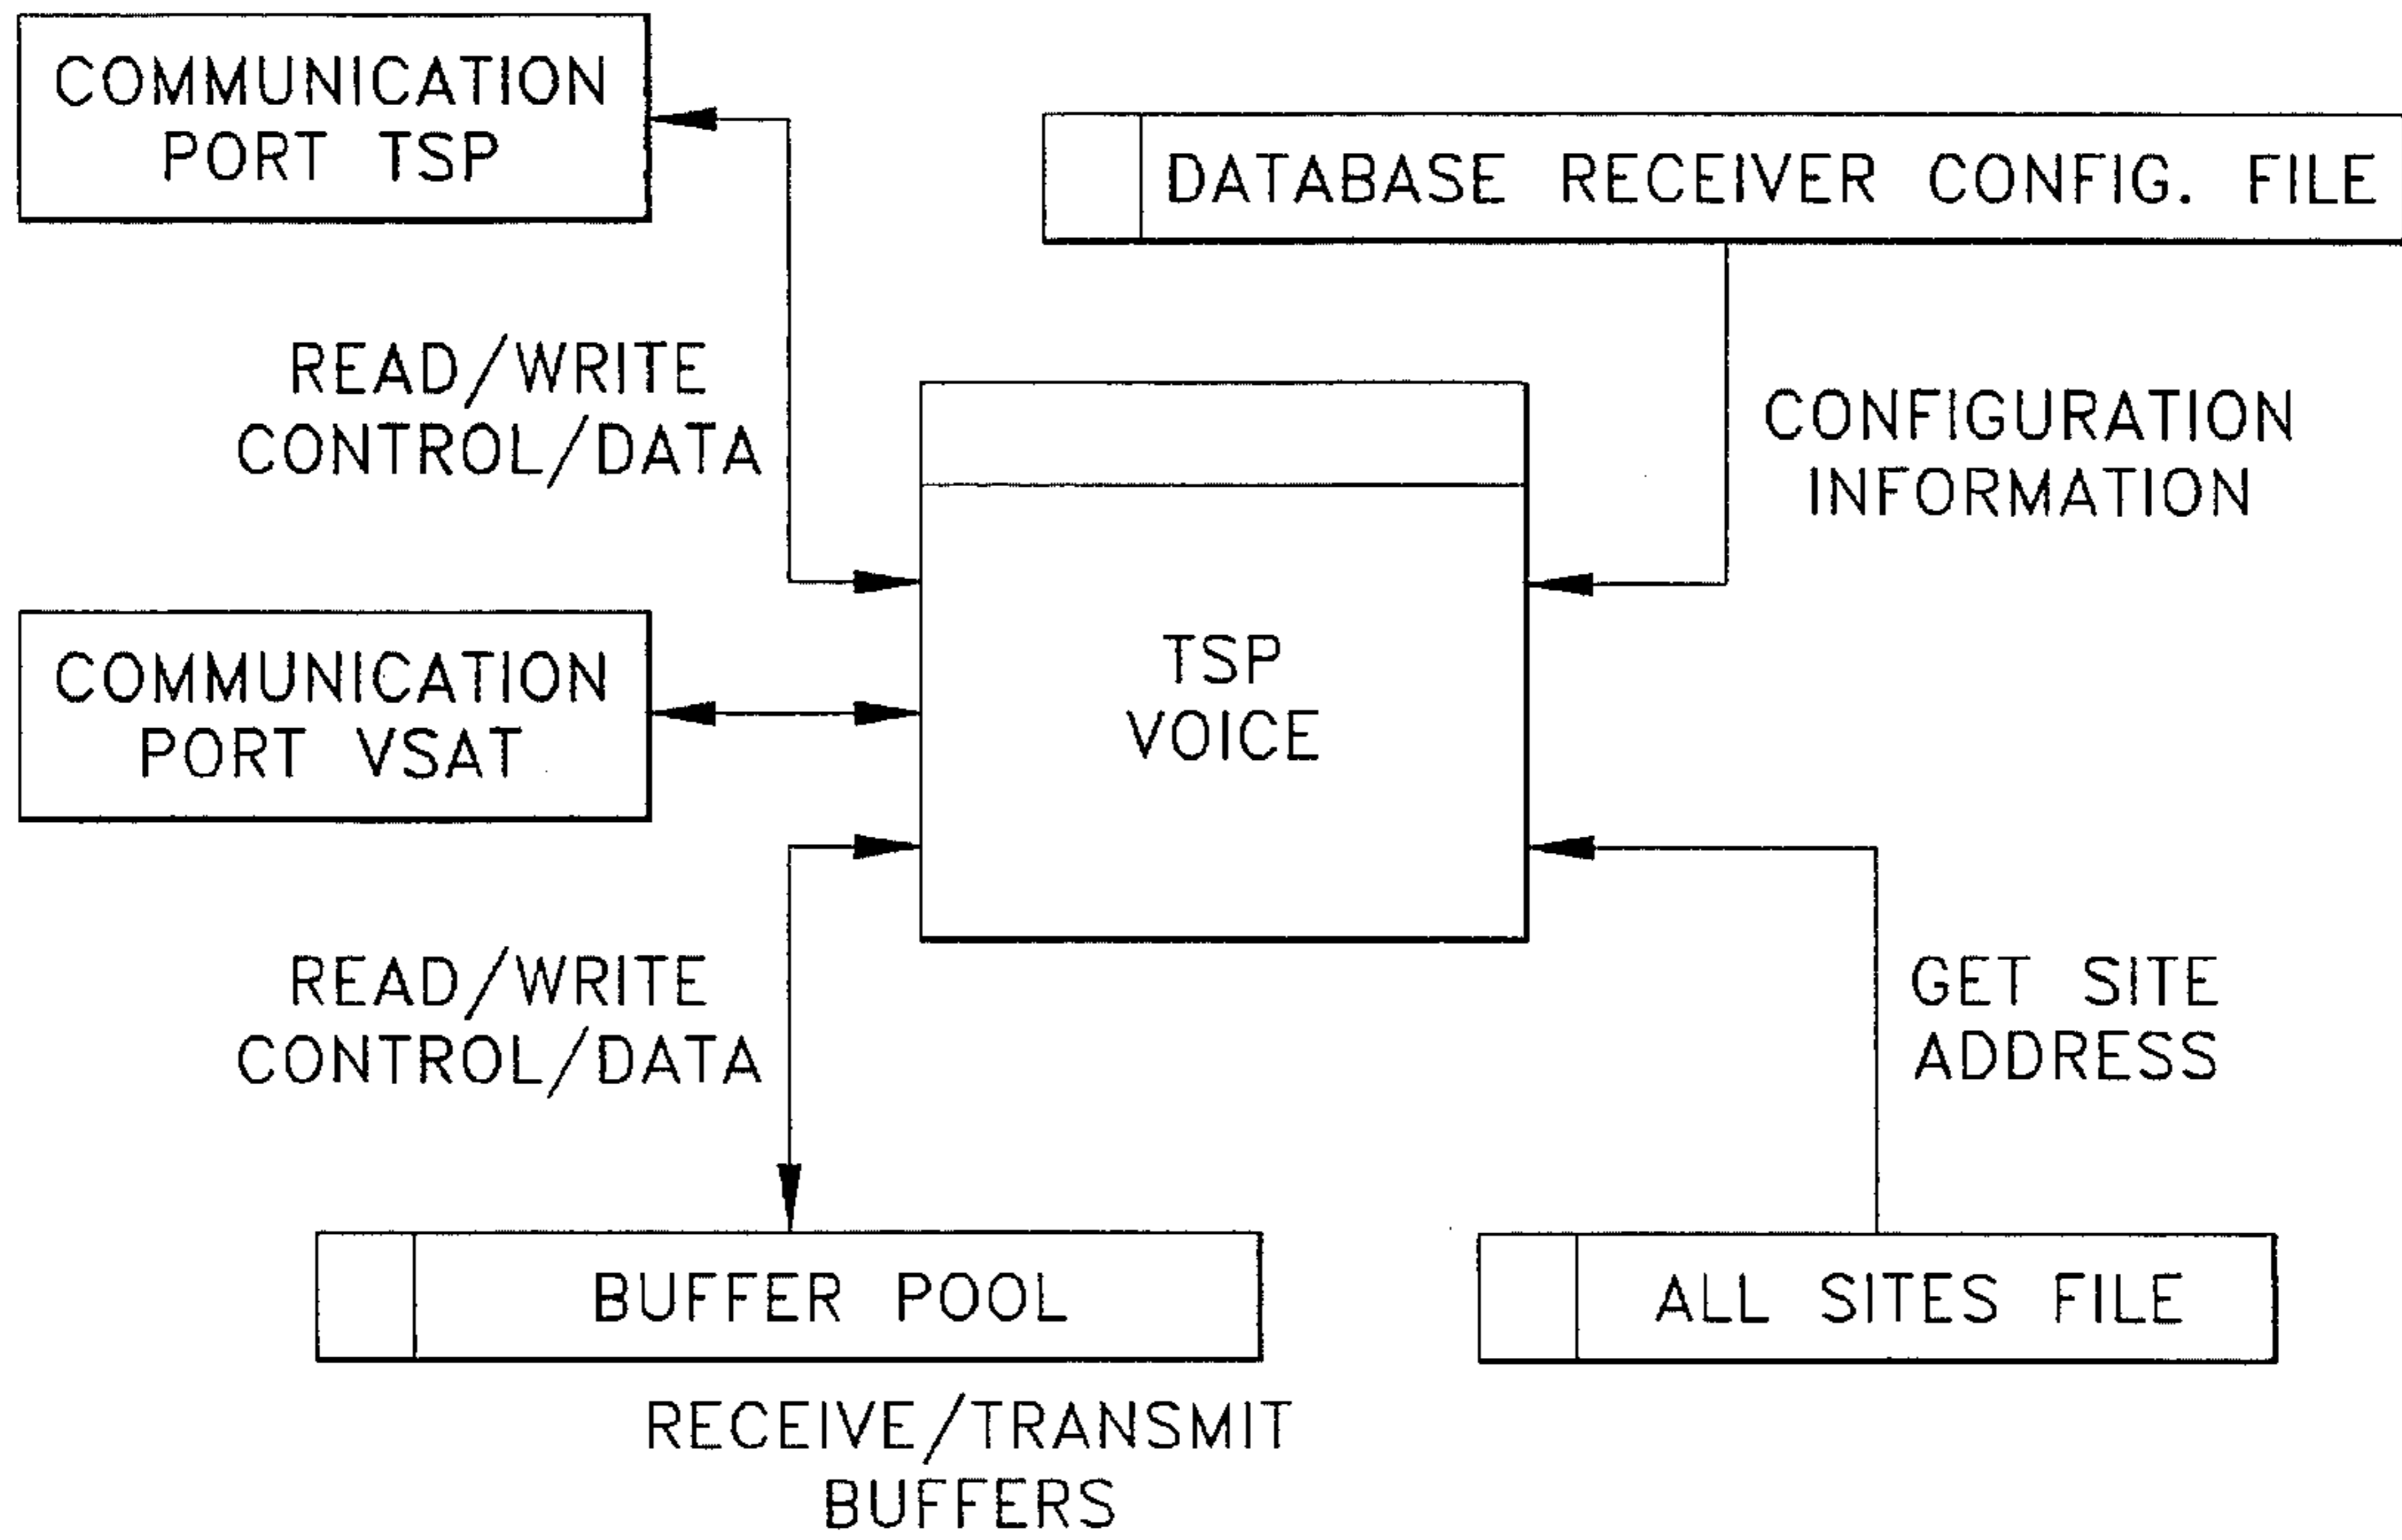 COMMUNICATION
PORT TSP
DATABASE RECEIVER CONFIG. FILE
READ/WRITE
CONTROL/DATA
CONFIGURATION
INFORMATION
TSP
VOICE
COMMUNICATION
PORT VSAT
READ/WRITE
CONTROL/DATA
GET SITE
ADDRESS
BUFFER POOL
ALL SITES FILE
RECEIVE/TRANSMIT
BUFFERS